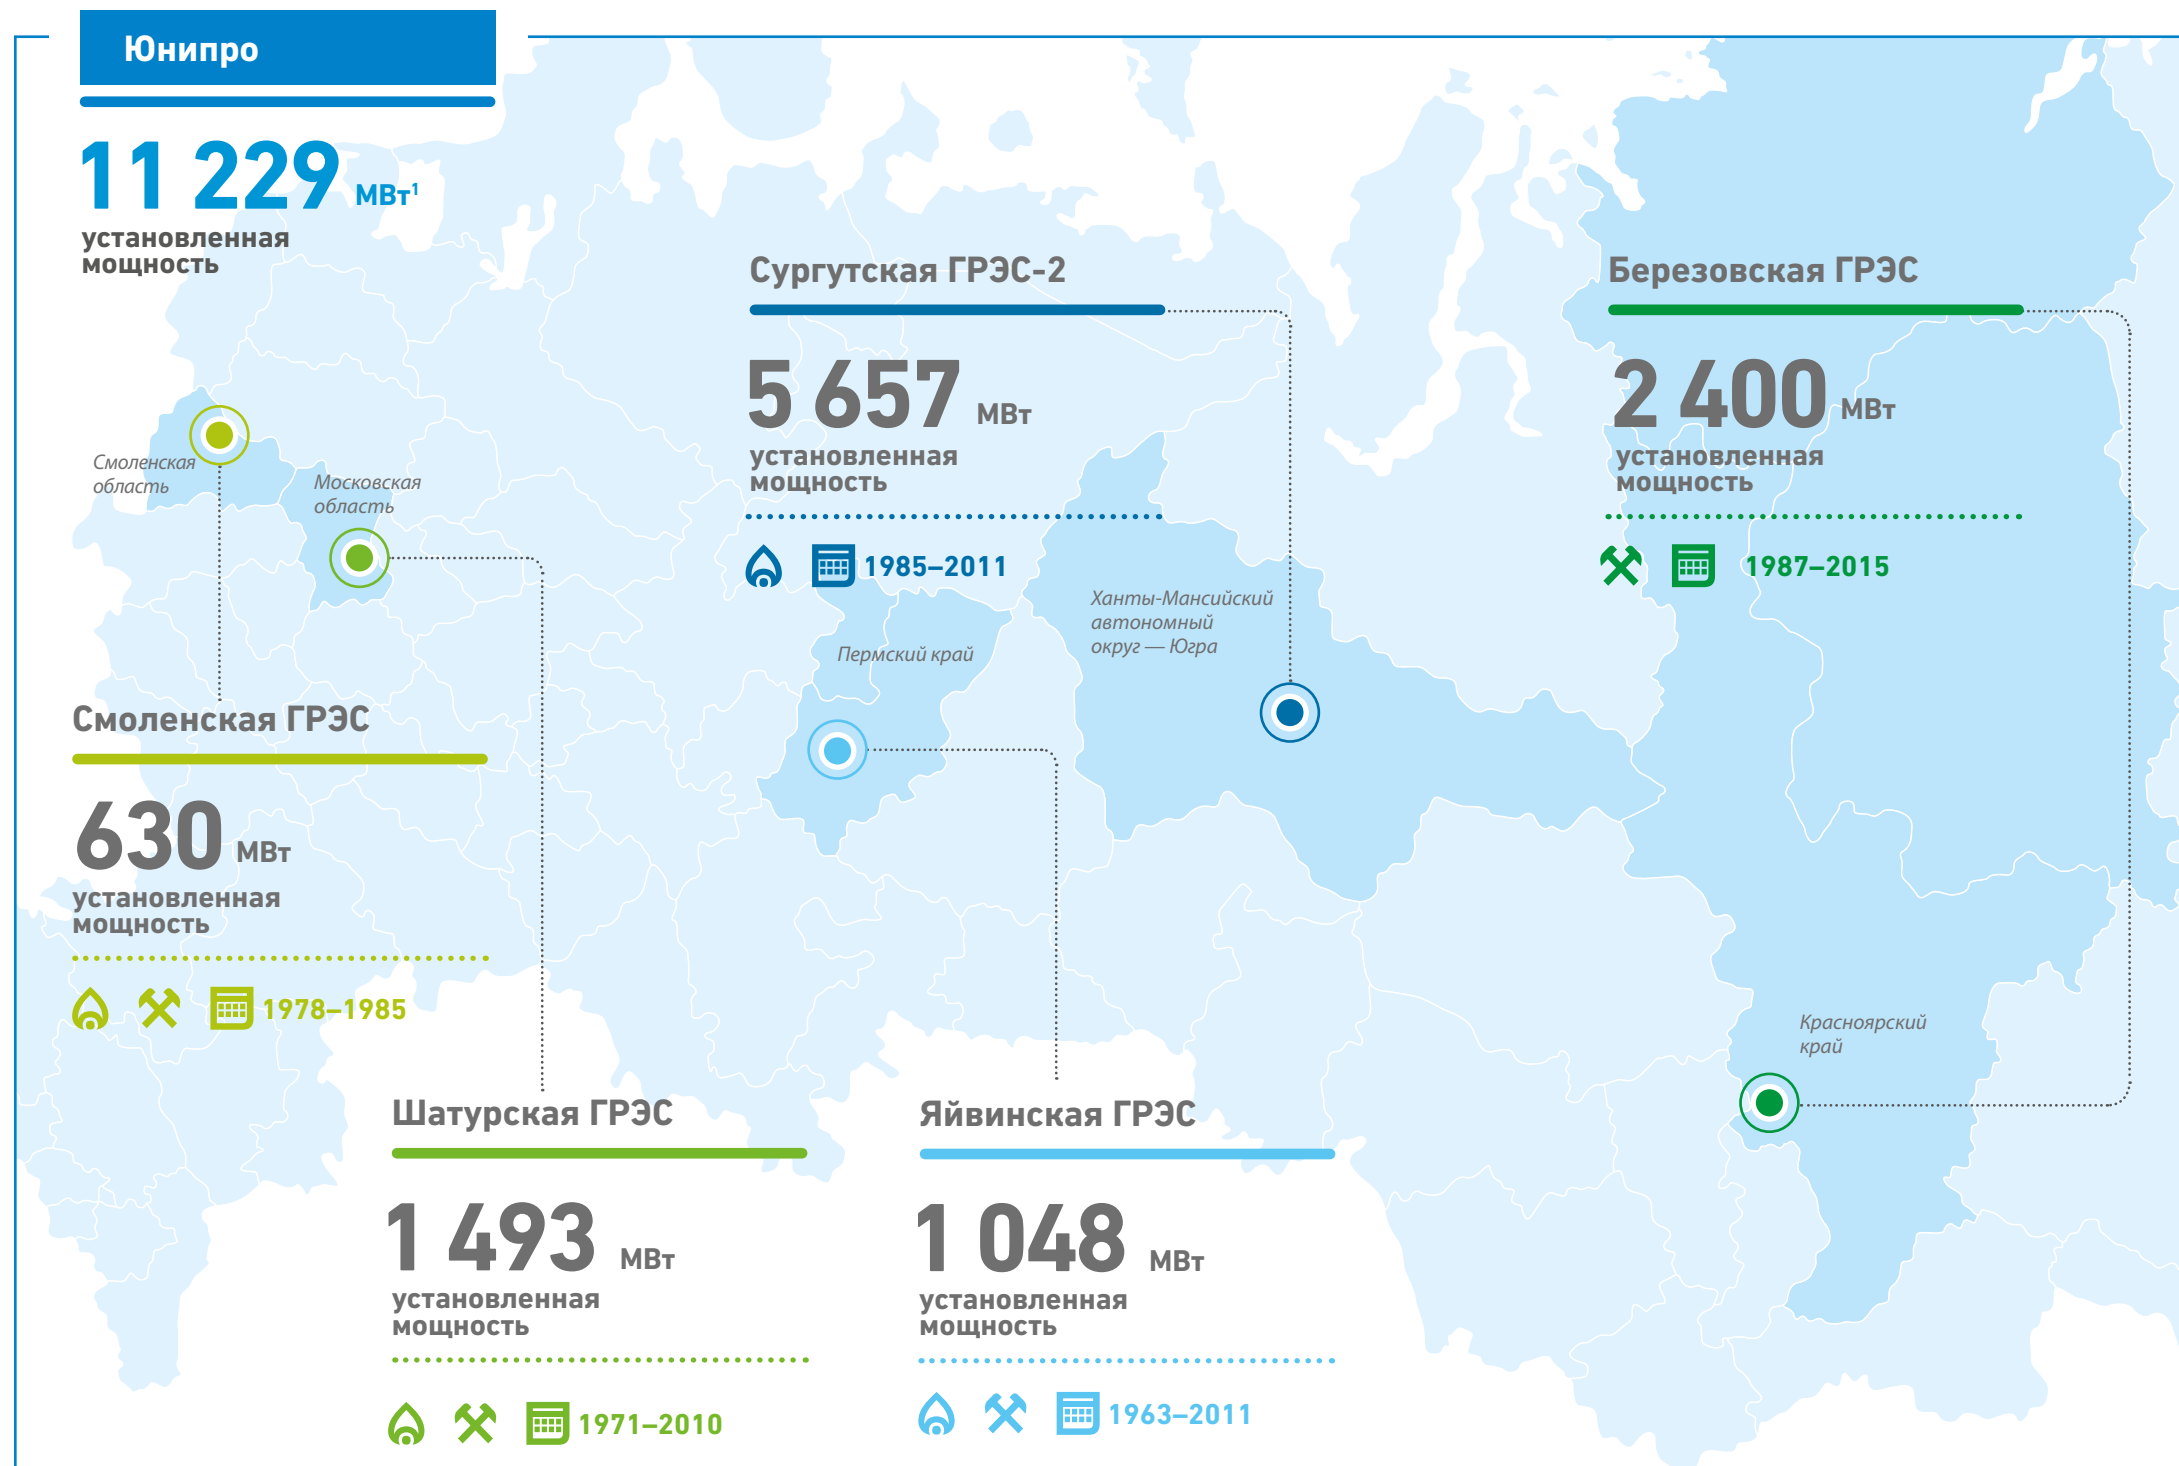 Юнипро
11 229 МВт¹
установленная
мощность
Сургутская ГРЭС-2
5 657 МВт
установленная
мощность
1985–2011
Березовская ГРЭС
2 400 МВт
установленная
мощность
1987–2015
Смоленская
область
Московская
область
Ханты-Мансийский
автономный
округ — Югра
Пермский край
Смоленская ГРЭС
630 МВт
установленная
мощность
1978–1985
Красноярский
край
Шатурская ГРЭС
1 493 МВт
установленная
мощность
1971–2010
Яйвинская ГРЭС
1 048 МВт
установленная
мощность
1963–2011